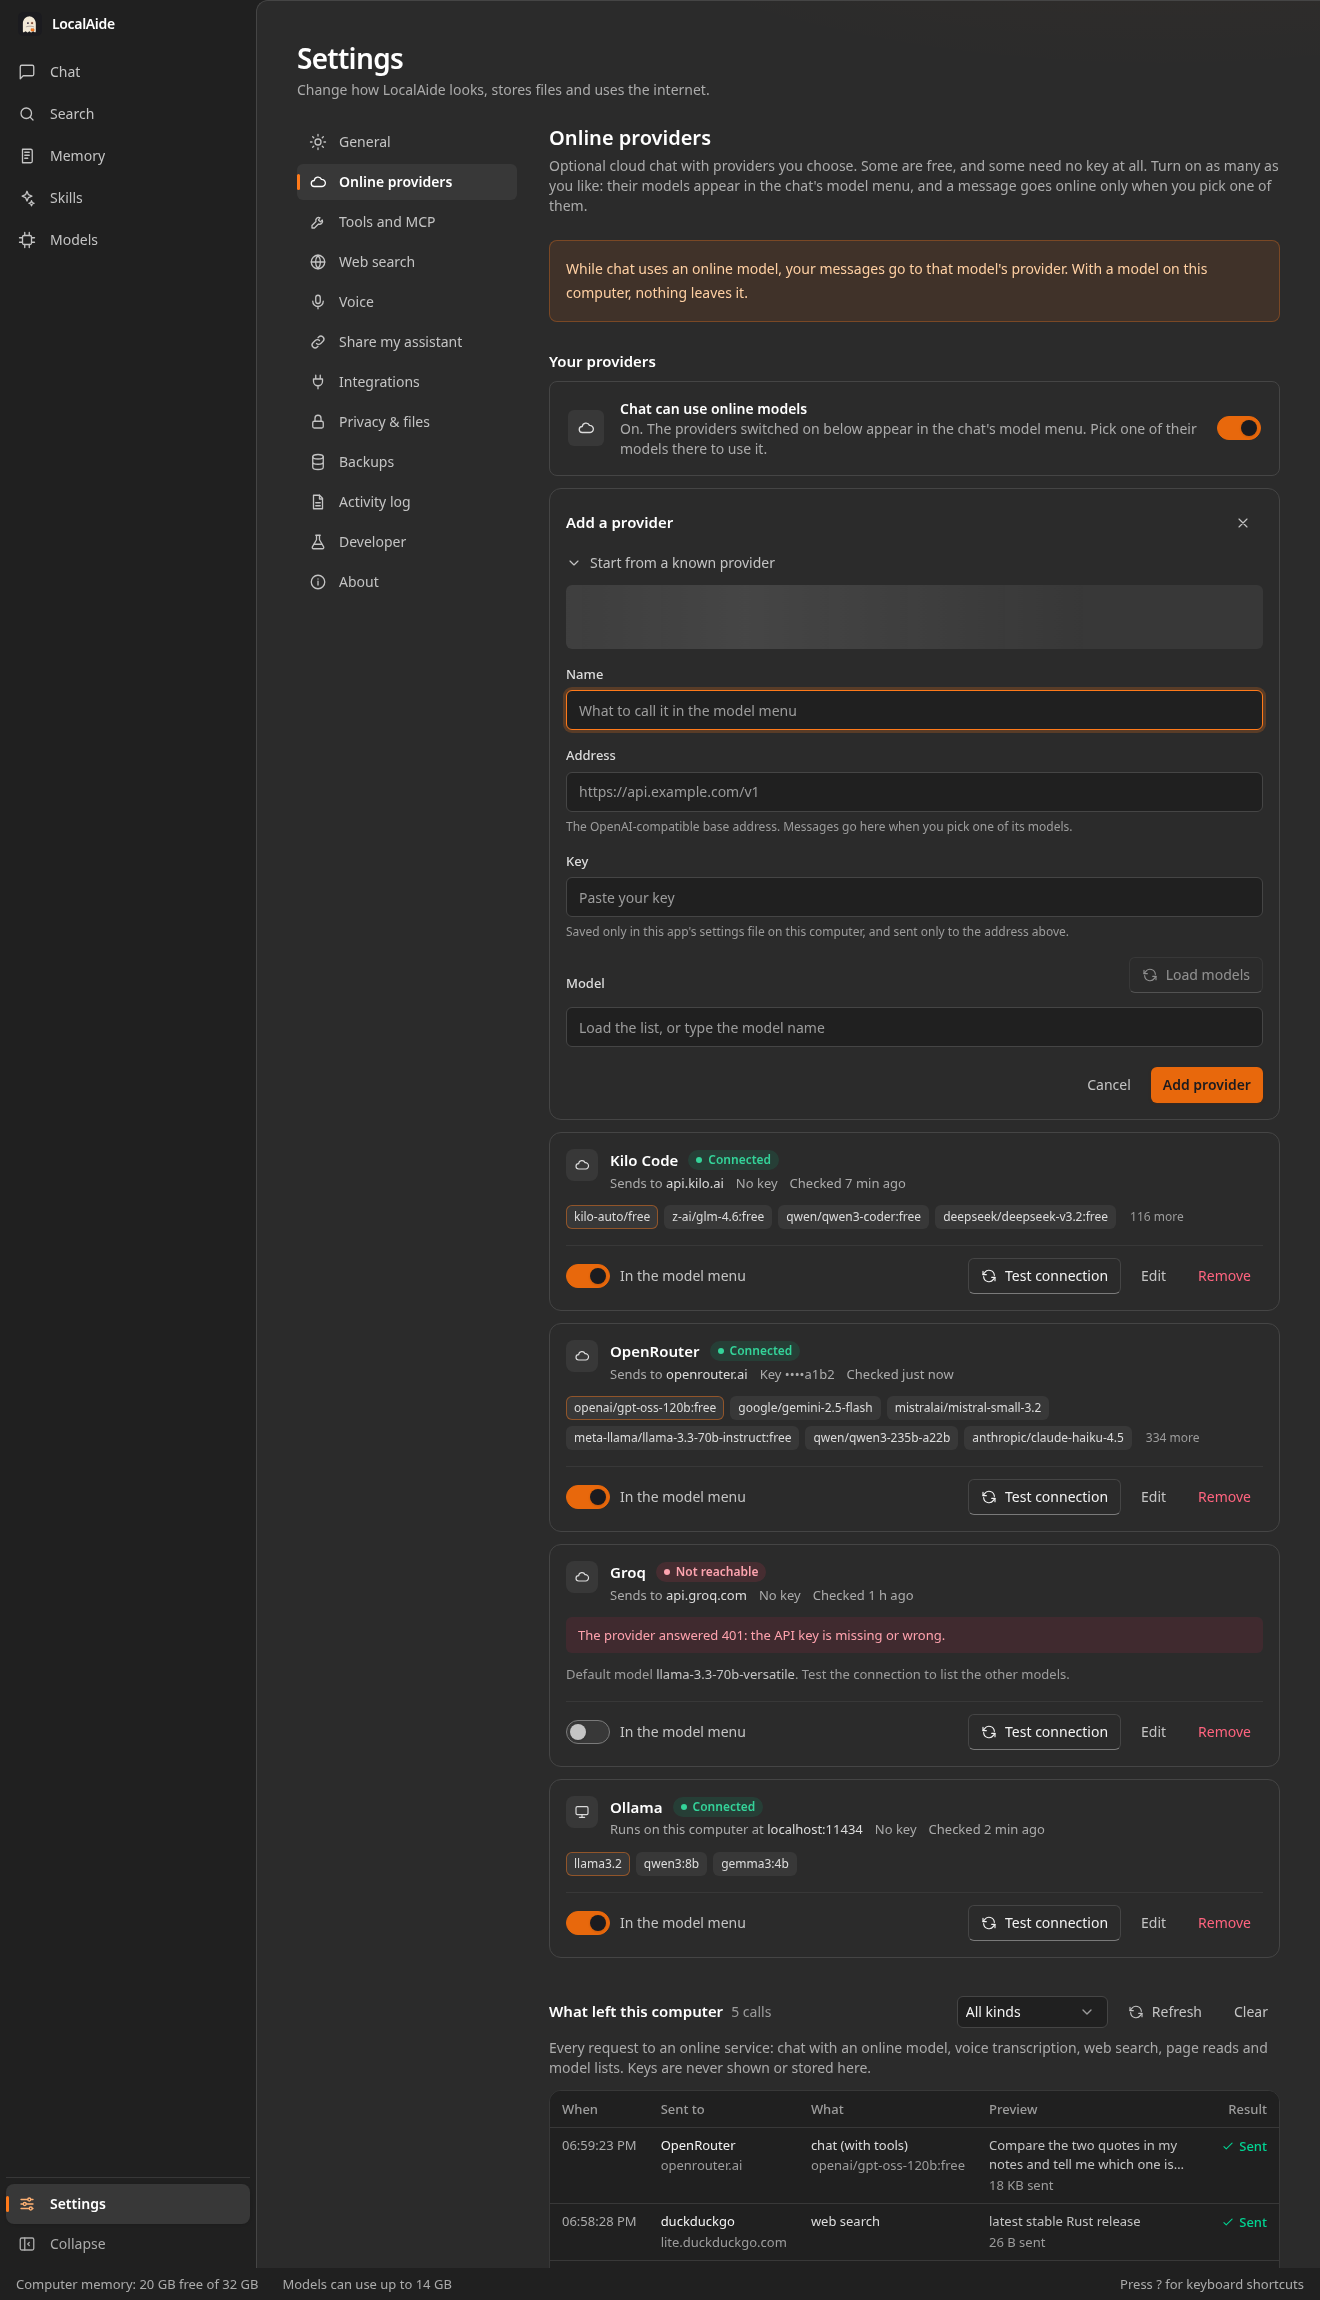 LocalAide
Chat
Search
Memory
Skills
Models
Settings
Change how LocalAide looks, stores files and uses the internet.
General
Online providers
Tools and MCP
Web search
Voice
Share my assistant
Integrations
Privacy & files
Backups
Activity log
Developer
About
Online providers
Optional cloud chat with providers you choose. Some are free, and some need no key at all. Turn on as many as
you like: their models appear in the chat's model menu, and a message goes online only when you pick one of
them.
While chat uses an online model, your messages go to that model's provider. With a model on this
computer, nothing leaves it.
Your providers
Chat can use online models
On. The providers switched on below appear in the chat's model menu. Pick one of their
models there to use it.
Add a provider
Start from a known provider
Name
What to call it in the model menu
Address
https://api.example.com/v1
The OpenAI-compatible base address. Messages go here when you pick one of its models.
Key
Paste your key
Saved only in this app's settings file on this computer, and sent only to the address above.
Model
Load models
Load the list, or type the model name
Cancel Add provider
Kilo Code Connected
Sends to api.kilo.ai No key Checked 7 min ago
kilo-auto/free z-ai/glm-4.6:free qwen/qwen3-coder:free deepseek/deepseek-v3.2:free 116 more
In the model menu Test connection Edit Remove
OpenRouter Connected
Sends to openrouter.ai Key ••••a1b2 Checked just now
openai/gpt-oss-120b:free google/gemini-2.5-flash mistralai/mistral-small-3.2
meta-llama/llama-3.3-70b-instruct:free qwen/qwen3-235b-a22b anthropic/claude-haiku-4.5 334 more
In the model menu Test connection Edit Remove
Groq Not reachable
Sends to api.groq.com No key Checked 1 h ago
The provider answered 401: the API key is missing or wrong.
Default model llama-3.3-70b-versatile. Test the connection to list the other models.
In the model menu Test connection Edit Remove
Ollama Connected
Runs on this computer at localhost:11434 No key Checked 2 min ago
llama3.2 qwen3:8b gemma3:4b
In the model menu Test connection Edit Remove
What left this computer 5 calls All kinds Refresh Clear
Every request to an online service: chat with an online model, voice transcription, web search, page reads and
model lists. Keys are never shown or stored here.
When Sent to What Preview Result
06:59:23 PM OpenRouter chat (with tools) Compare the two quotes in my Sent
openrouter.ai openai/gpt-oss-120b:free notes and tell me which one is…
18 KB sent
06:58:28 PM duckduckgo web search latest stable Rust release Sent
lite.duckduckgo.com 26 B sent
Settings
Collapse
Computer memory: 20 GB free of 32 GB Models can use up to 14 GB Press ? for keyboard shortcuts